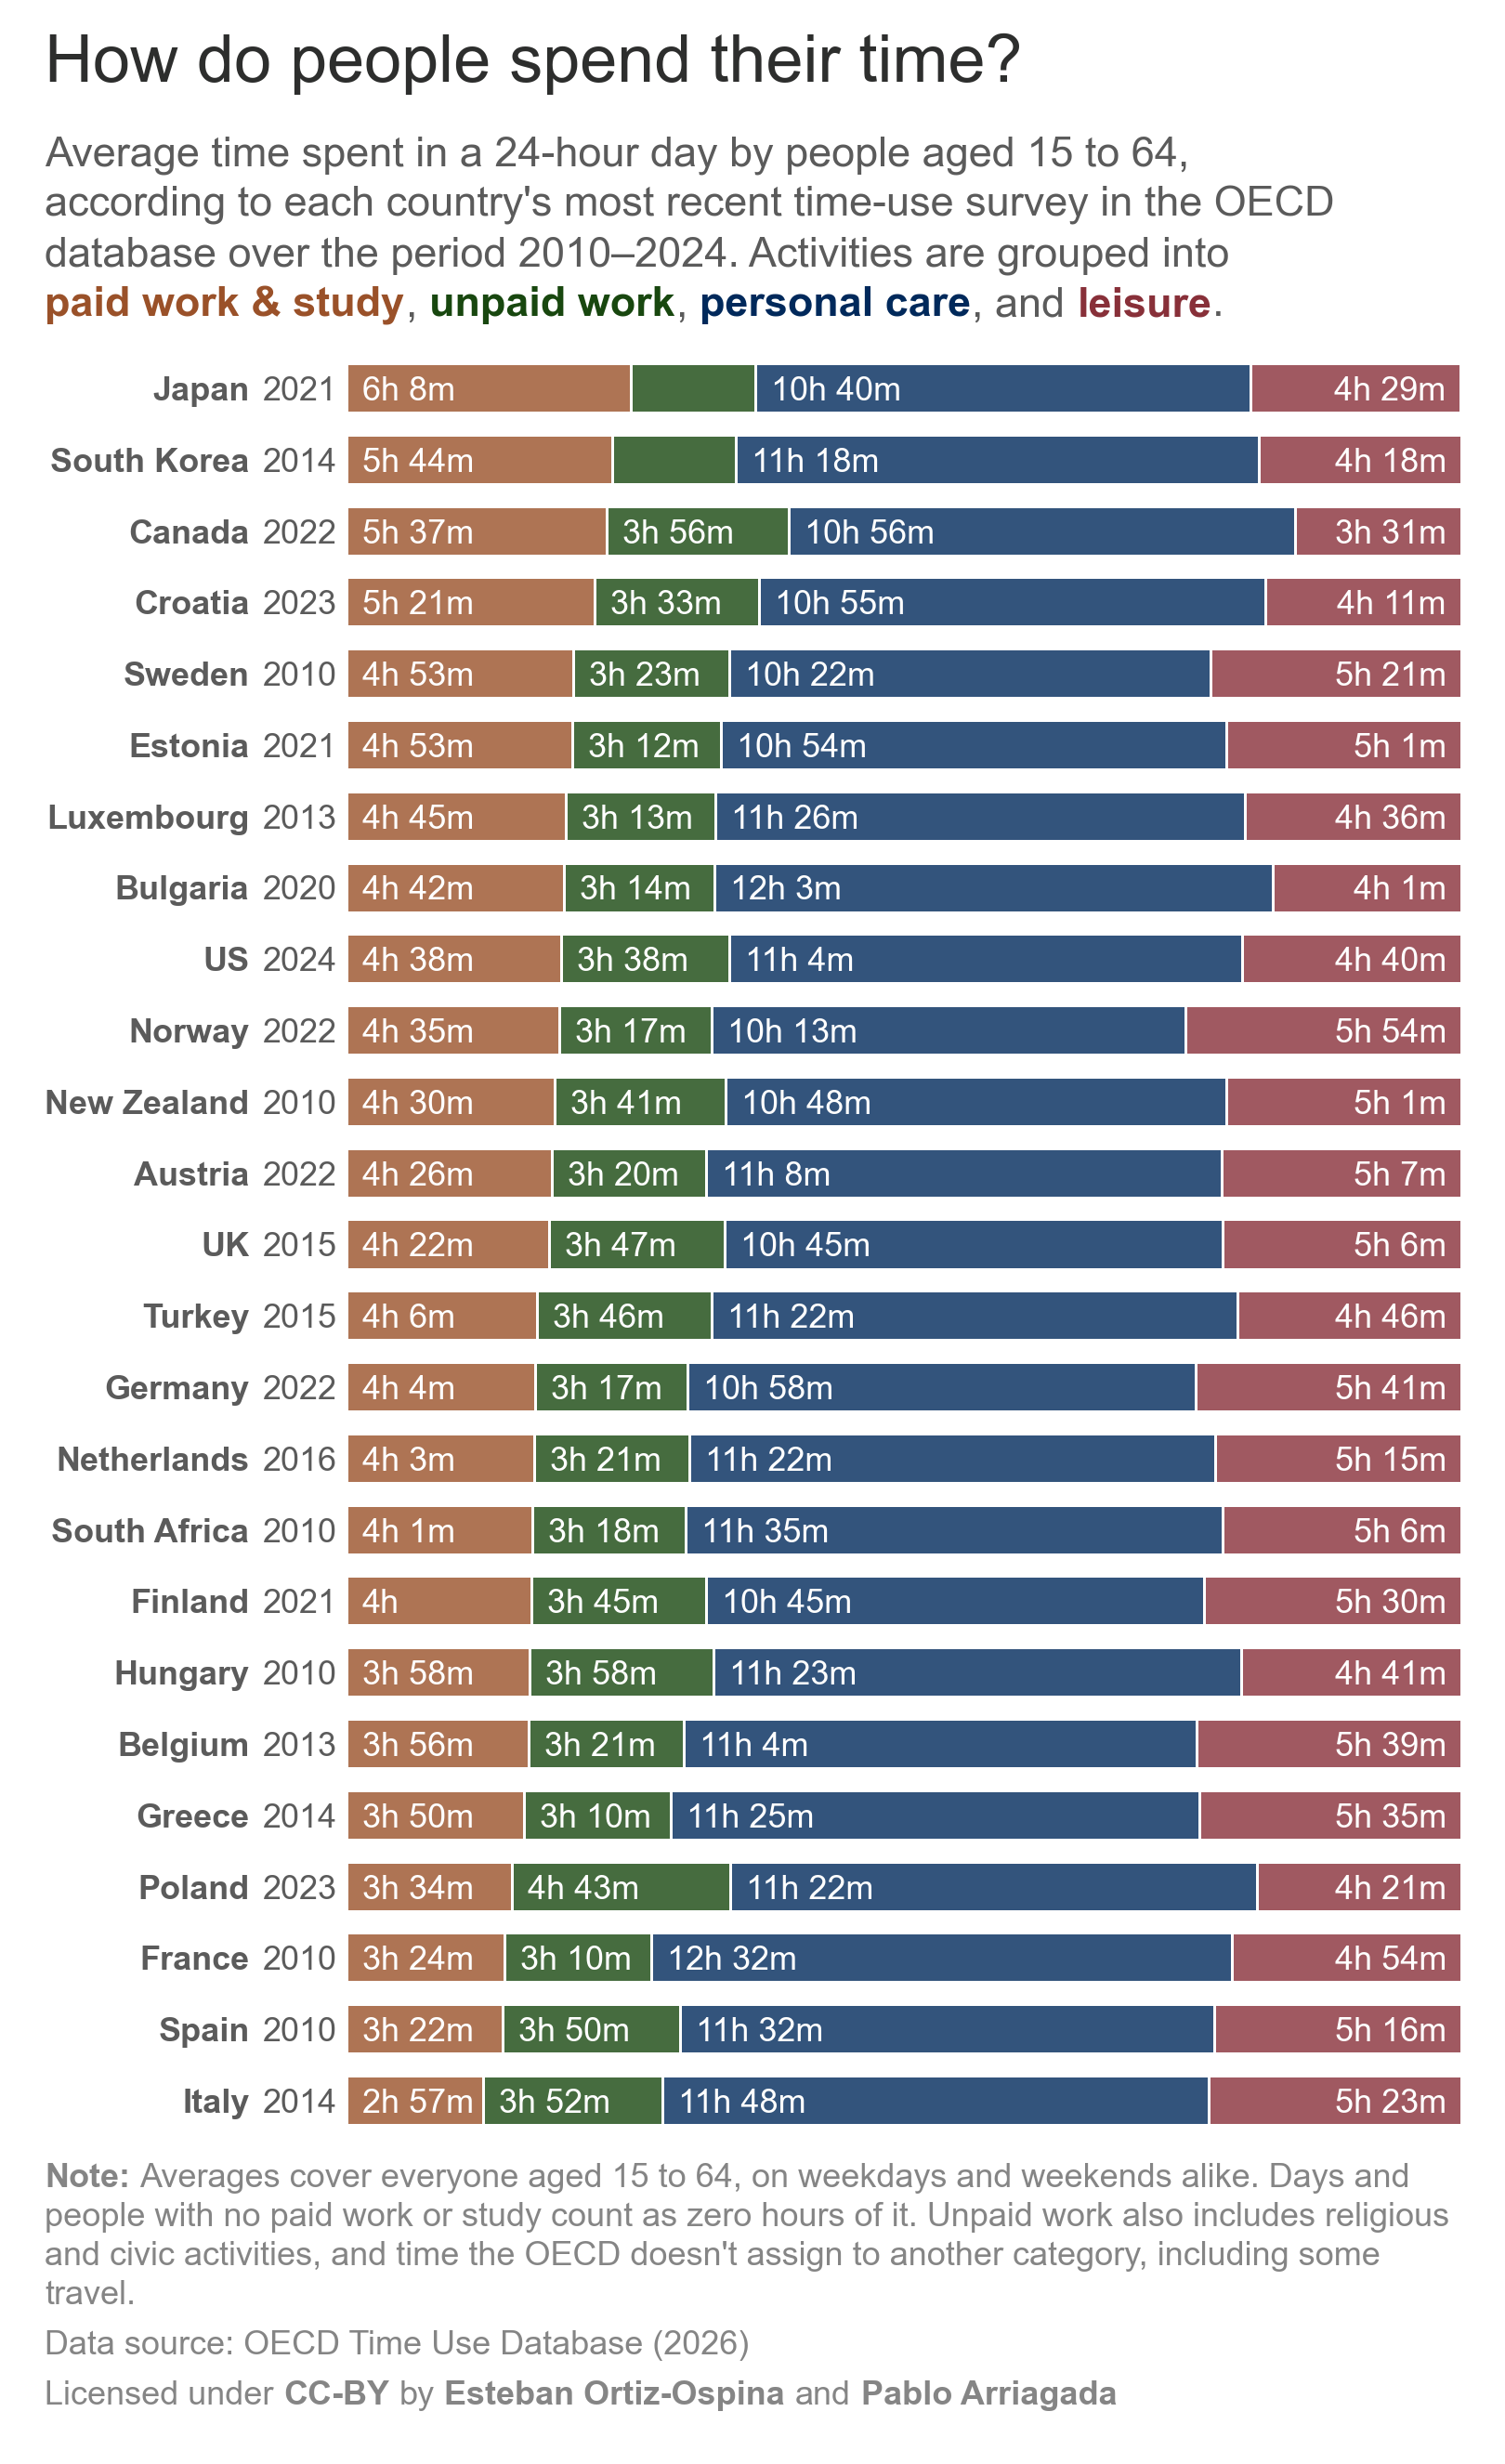 How do people spend their time?
Average time spent in a 24-hour day by people aged 15 to 64,
according to each country's most recent time-use survey in the OECD
database over the period 2010–2024. Activities are grouped into
paid work & study, unpaid work, personal care, and leisure.
Japan 2021 6h 8m 10h 40m 4h 29m
South Korea 2014 5h 44m 11h 18m 4h 18m
Canada 2022 5h 37m 3h 56m 10h 56m 3h 31m
Croatia 2023 5h 21m 3h 33m 10h 55m 4h 11m
Sweden 2010 4h 53m 3h 23m 10h 22m 5h 21m
Estonia 2021 4h 53m 3h 12m 10h 54m 5h 1m
Luxembourg 2013 4h 45m 3h 13m 11h 26m 4h 36m
Bulgaria 2020 4h 42m 3h 14m 12h 3m 4h 1m
US 2024 4h 38m 3h 38m 11h 4m 4h 40m
Norway 2022 4h 35m 3h 17m 10h 13m 5h 54m
New Zealand 2010 4h 30m 3h 41m 10h 48m 5h 1m
Austria 2022 4h 26m 3h 20m 11h 8m 5h 7m
UK 2015 4h 22m 3h 47m 10h 45m 5h 6m
Turkey 2015 4h 6m 3h 46m 11h 22m 4h 46m
Germany 2022 4h 4m 3h 17m 10h 58m 5h 41m
Netherlands 2016 4h 3m 3h 21m 11h 22m 5h 15m
South Africa 2010 4h 1m 3h 18m 11h 35m 5h 6m
Finland 2021 4h 3h 45m 10h 45m 5h 30m
Hungary 2010 3h 58m 3h 58m 11h 23m 4h 41m
Belgium 2013 3h 56m 3h 21m 11h 4m 5h 39m
Greece 2014 3h 50m 3h 10m 11h 25m 5h 35m
Poland 2023 3h 34m 4h 43m 11h 22m 4h 21m
France 2010 3h 24m 3h 10m 12h 32m 4h 54m
Spain 2010 3h 22m 3h 50m 11h 32m 5h 16m
Italy 2014 2h 57m 3h 52m 11h 48m 5h 23m
Note: Averages cover everyone aged 15 to 64, on weekdays and weekends alike. Days and
people with no paid work or study count as zero hours of it. Unpaid work also includes religious
and civic activities, and time the OECD doesn't assign to another category, including some
travel.
Data source: OECD Time Use Database (2026)
Licensed under CC-BY by Esteban Ortiz-Ospina and Pablo Arriagada